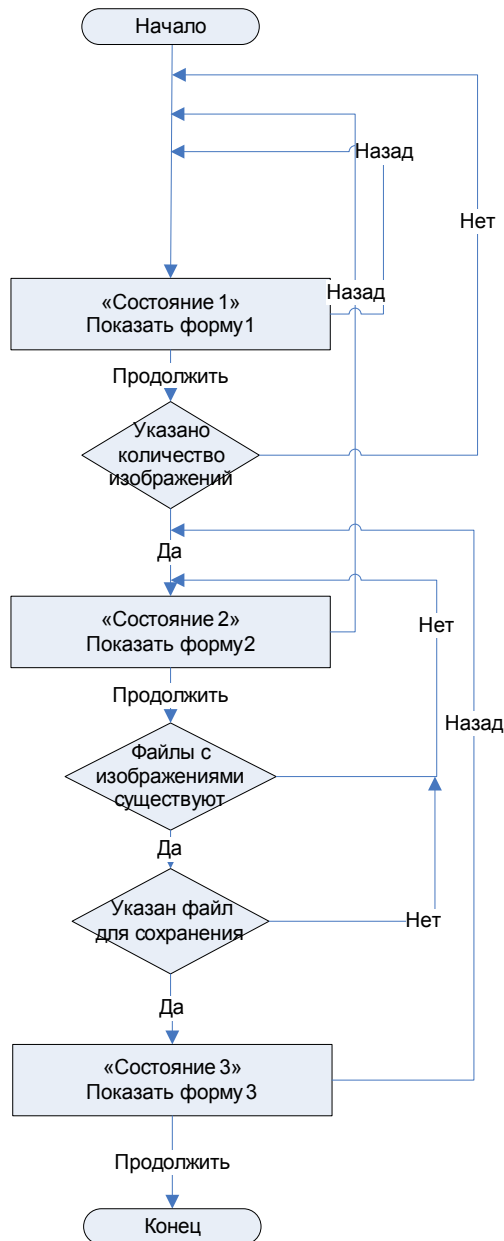 Начало
Назад
Нет
Назад
«Состояние 1»
Показать форму1
Продолжить
Указано
количество
изображений
Да
«Состояние 2»
Показать форму2
Нет
Продолжить
Назад
Файлы с
изображениями
существуют
Да
Указан файл
для сохранения
Нет
Да
«Состояние 3»
Показать форму3
Продолжить
Конец